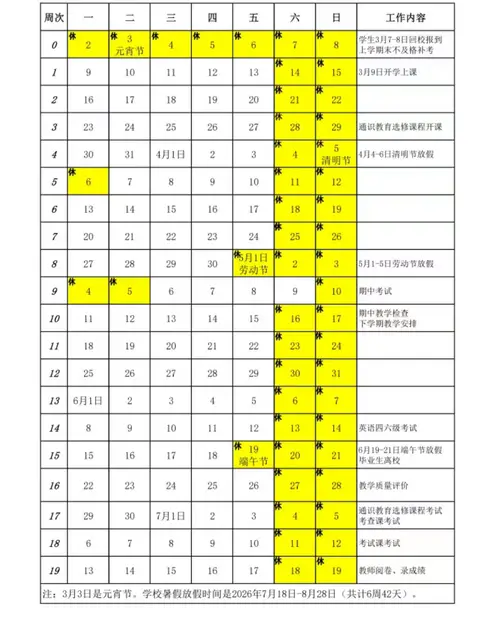 周次 一 二 三 四 五 六 日 工作内容
0 休 2 休 3 元宵节 休 4 休 5 休 6 休 7 休 8 学生3月7-8日回校报到
上学期末不及格补考
1 9 10 11 12 13 休 14 休 15 3月9日开学上课
2 16 17 18 19 20 休 21 休 22
3 23 24 25 26 27 休 28 休 29 通识教育选修课程开课
4 30 31 4月1日 2 3 休 4 休 5 清明节 4月4-6日清明节放假
5 休 6 7 8 9 10 休 11 休 12
6 13 14 15 16 17 休 18 休 19
7 20 21 22 23 24 休 25 休 26
8 27 28 29 30 休 5月1日 劳动节 休 2 休 3 5月1-5日劳动节放假
9 休 4 休 5 6 7 8 9 休 10 期中考试
10 11 12 13 14 15 休 16 休 17 期中教学检查
下学期教学安排
11 18 19 20 21 22 休 23 休 24
12 25 26 27 28 29 休 30 休 31
13 6月1日 2 3 4 5 休 6 休 7
14 8 9 10 11 12 休 13 休 14 英语四六级考试
15 15 16 17 18 休 19 端午节 休 20 休 21 6月19-21日端午节放假
毕业生离校
16 22 23 24 25 26 休 27 休 28 教学质量评价
17 29 30 7月1日 2 3 休 4 休 5 通识教育选修课程考试
考查课考试
18 6 7 8 9 10 休 11 休 12 考试课考试
19 13 14 15 16 17 休 18 休 19 教师阅卷、录成绩
注：3月3日是元宵节。学校暑假放假时间是2026年7月18日-8月28日（共计6周42天）。